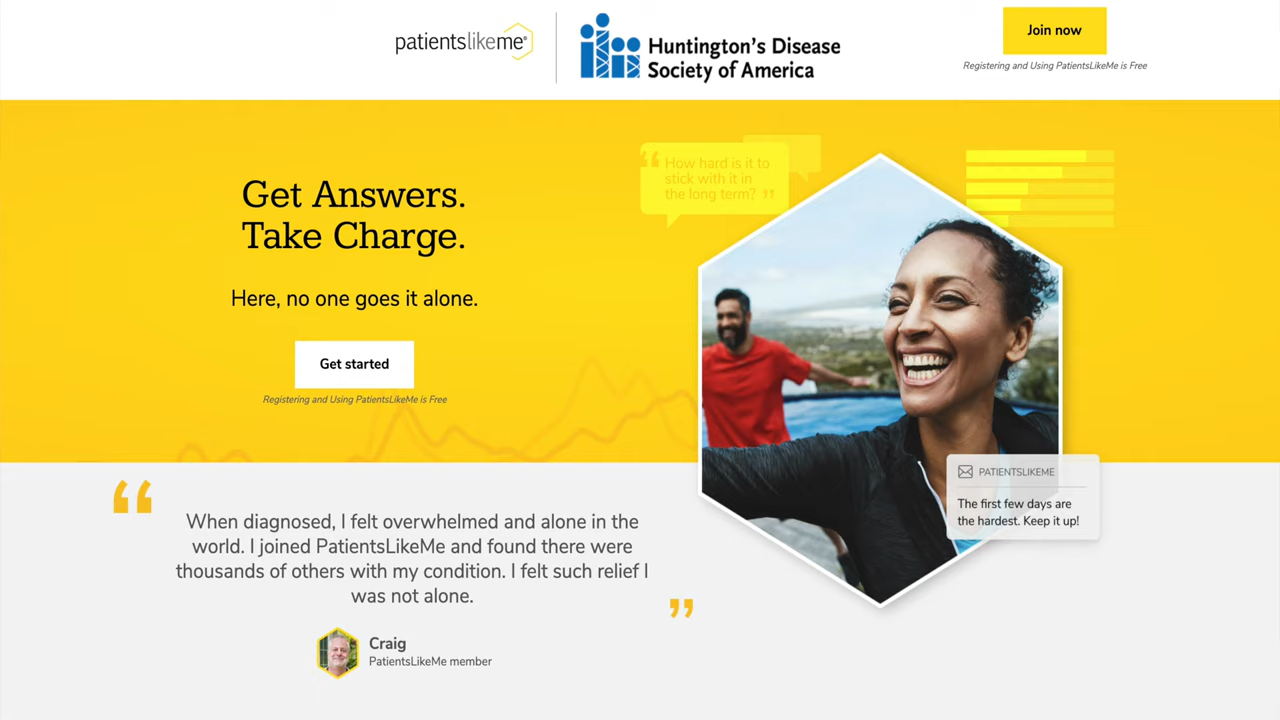 patientslikeme®
Huntington's Disease
Society of America
Join now
Registering and Using PatientsLikeMe is Free
Get Answers.
Take Charge.
Here, no one goes it alone.
Get started
Registering and Using PatientsLikeMe is Free
“ How hard is it to
stick with it in
the long term? ”
PATIENTSLIKEME
The first few days are
the hardest. Keep it up!
“
When diagnosed, I felt overwhelmed and alone in the
world. I joined PatientsLikeMe and found there were
thousands of others with my condition. I felt such relief I
was not alone.
”
Craig
PatientsLikeMe member